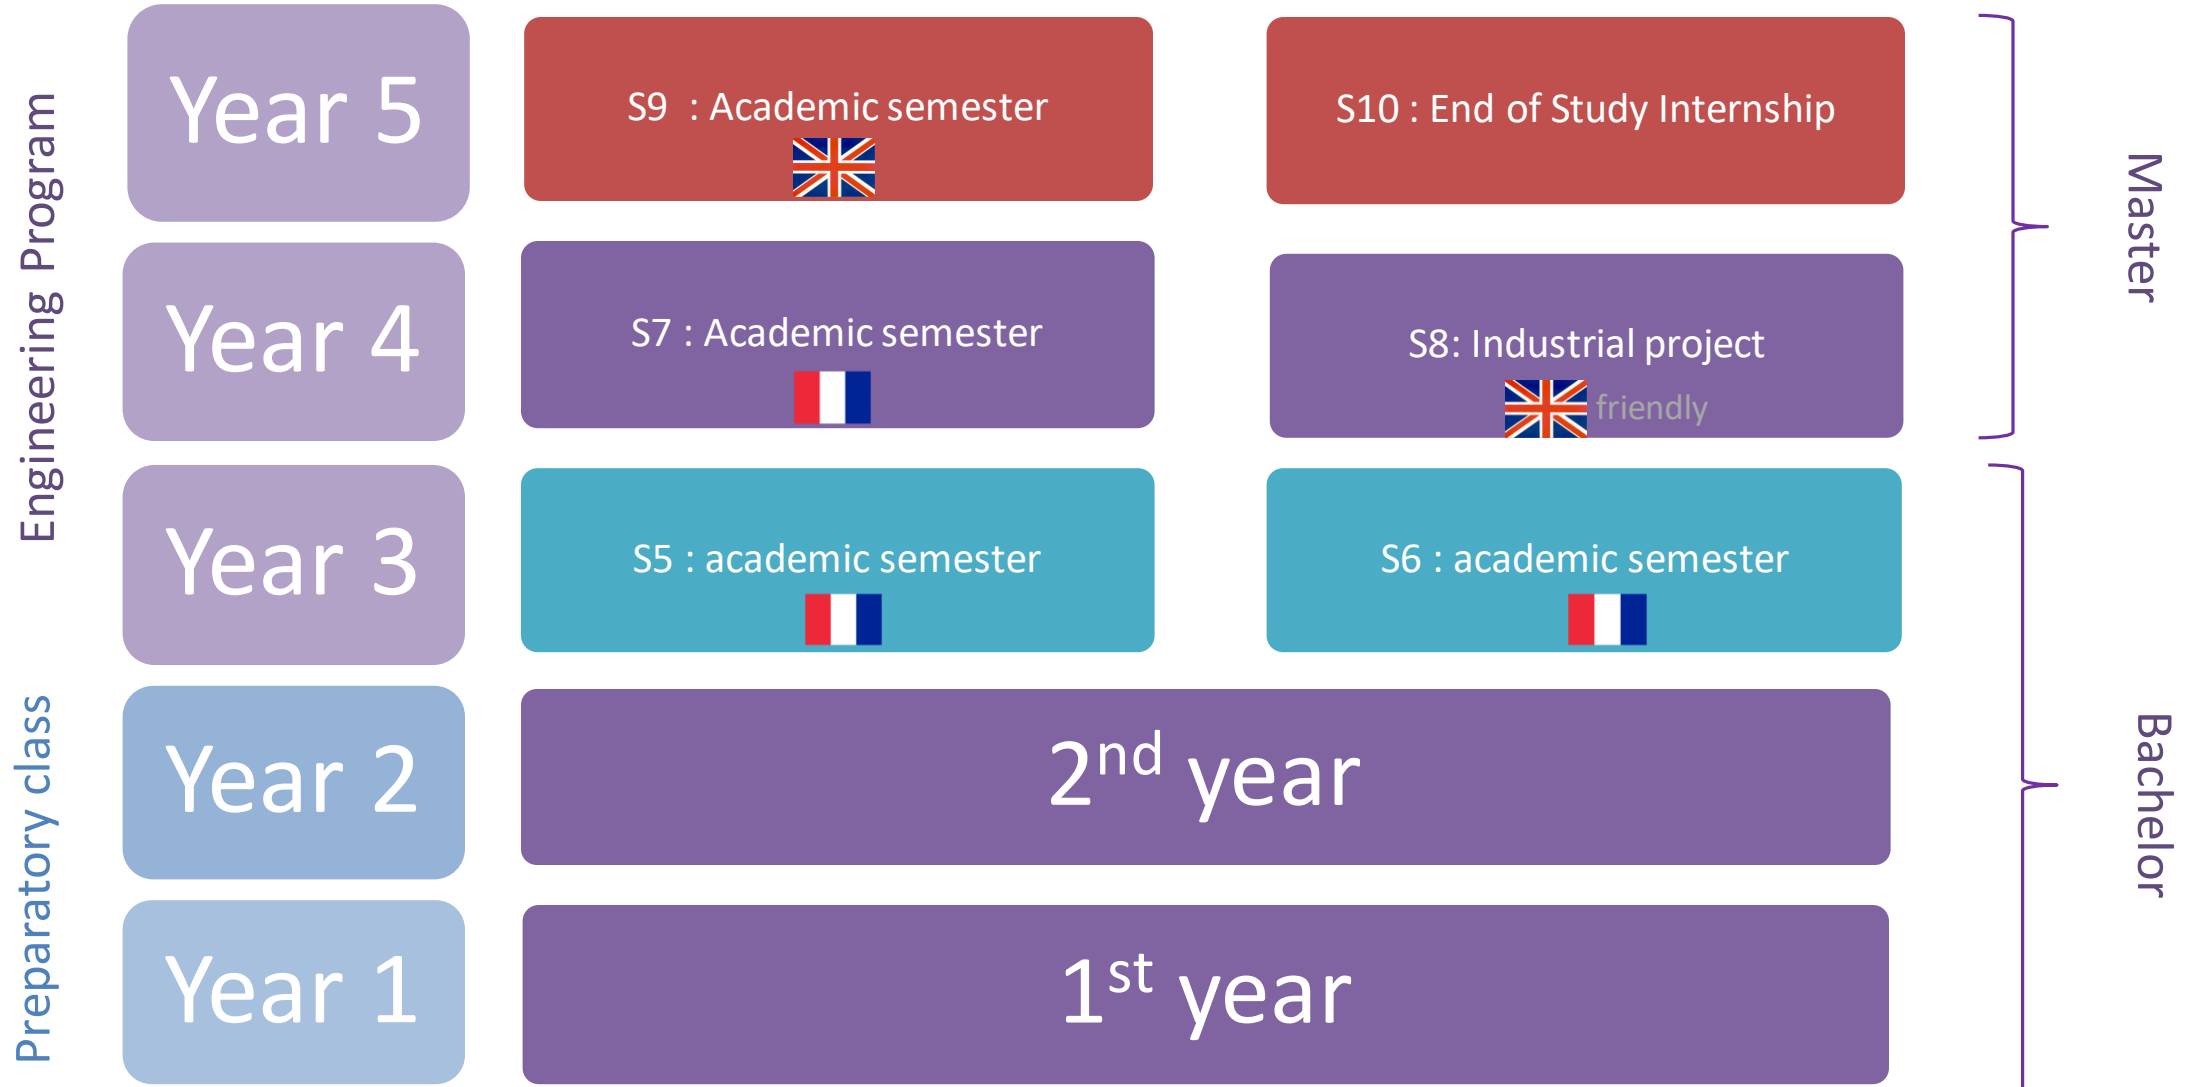 Engineering Program
Year 5
S9 : Academic semester
S10 : End of Study Internship
Master
Year 4
S7 : Academic semester
S8: Industrial project
friendly
Year 3
S5 : academic semester
S6 : academic semester
Preparatory class
Year 2
2nd year
Bachelor
Year 1
1st year